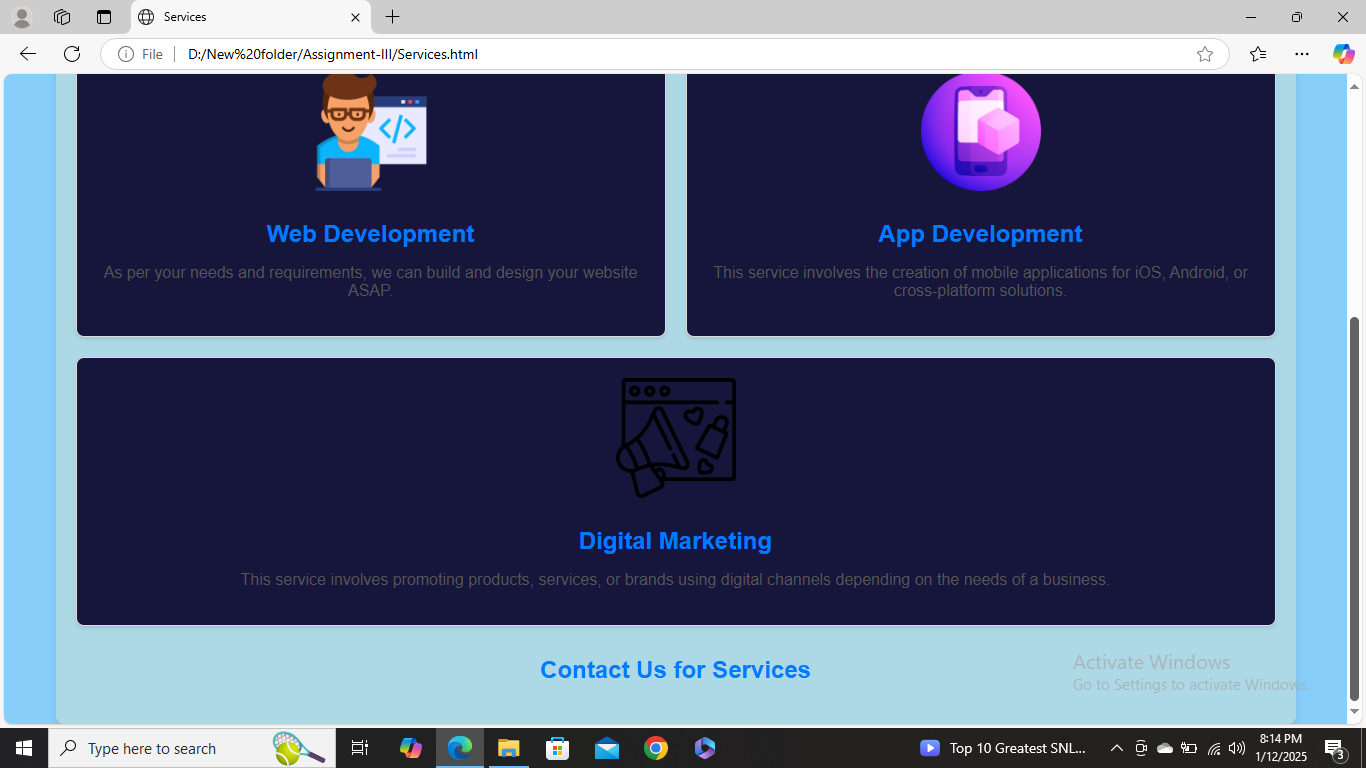 Services
File
D:/New%20folder/Assignment-III/Services.html
</>
Web Development
As per your needs and requirements, we can build and design your website
ASAP.
App Development
This service involves the creation of mobile applications for iOS, Android, or
cross-platform solutions.
Digital Marketing
This service involves promoting products, services, or brands using digital channels depending on the needs of a business.
Contact Us for Services
Activate Windows
Go to Settings to activate Windows.
Type here to search
Top 10 Greatest SNL...
8:14 PM
1/12/2025
3